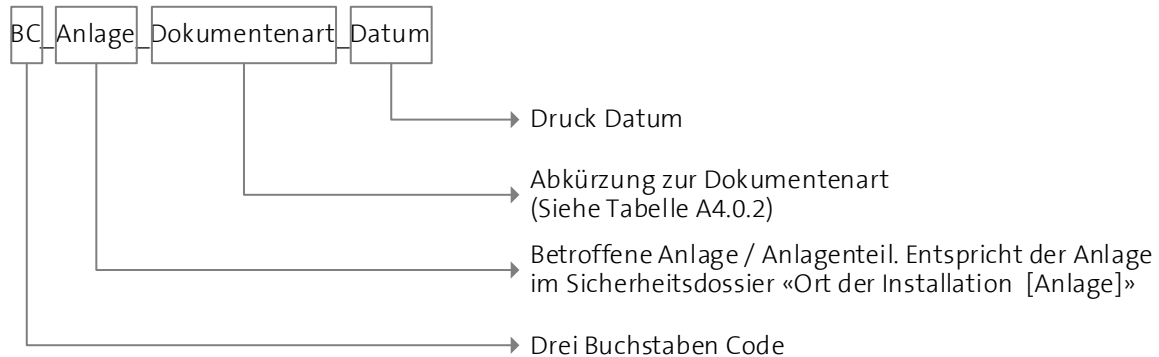 BC_Anlage_Dokumentenart_Datum
Druck Datum
Abkürzung zur Dokumentenart
(Siehe Tabelle A4.0.2)
Betroffene Anlage / Anlagenteil. Entspricht der Anlage
im Sicherheitsdossier «Ort der Installation [Anlage]»
Drei Buchstaben Code